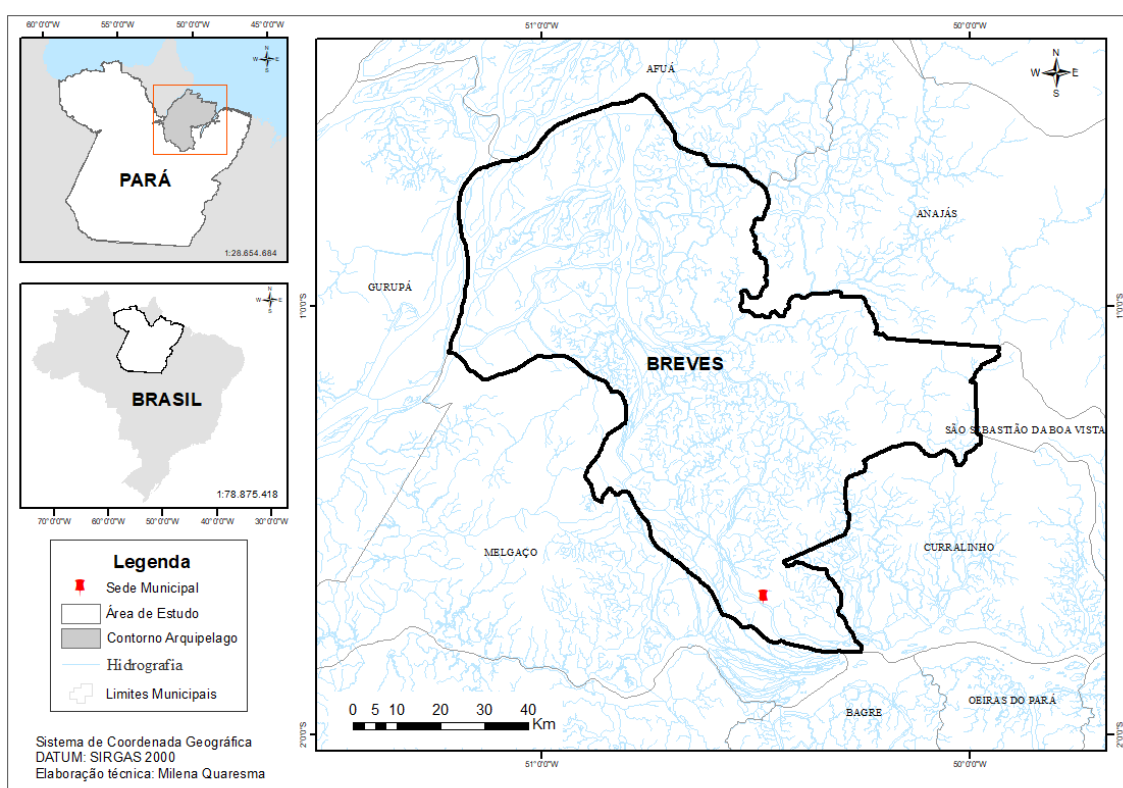 60°0'0"W 55°0'0"W 50°0'0"W 45°0'0"W
N
W E
S
PARÁ
1:28.654.684
N
W E
S
BRASIL
1:78.875.418
70°0'0"W 60°0'0"W 50°0'0"W 40°0'0"W 30°0'0"W
Legenda
Sede Municipal
Área de Estudo
Contorno Arquipelago
Hidrografia
Limites Municipais
Sistema de Coordenada Geográfica
DATUM: SIRGAS 2000
Elaboração técnica: Milena Quaresma
51°0'0"W 50°0'0"W
N
W E
S
AFUÁ
ANAJÁS
GURUPÁ
1°0'0"S 1°0'0"S
BREVES
SÃO SEBASTIÃO DA BOA VISTA
MELGAÇO
CURRALINHO
OEIRAS DO PARÁ
BAGRE
0 5 10 20 30 40
Km
2°0'0"S 2°0'0"S
51°0'0"W 50°0'0"W